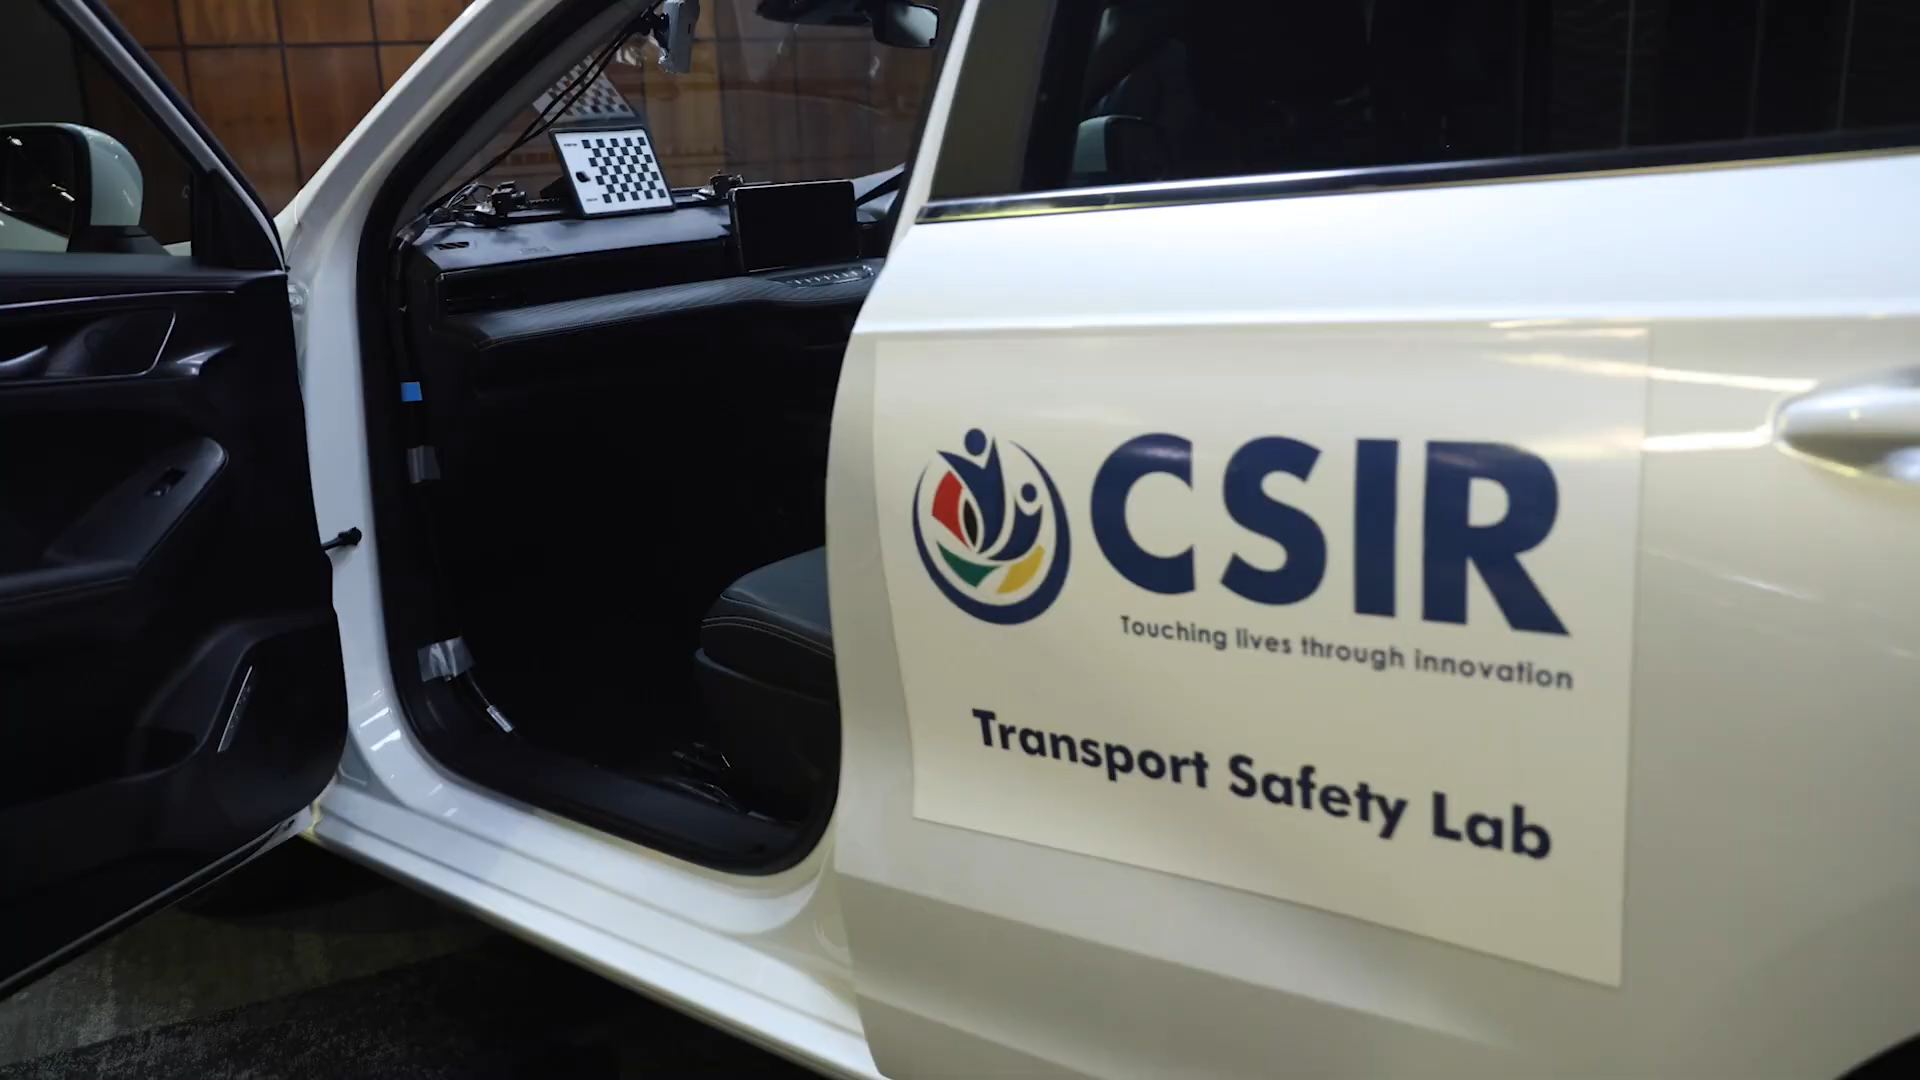 CSIR
Touching lives through innovation
Transport Safety Lab